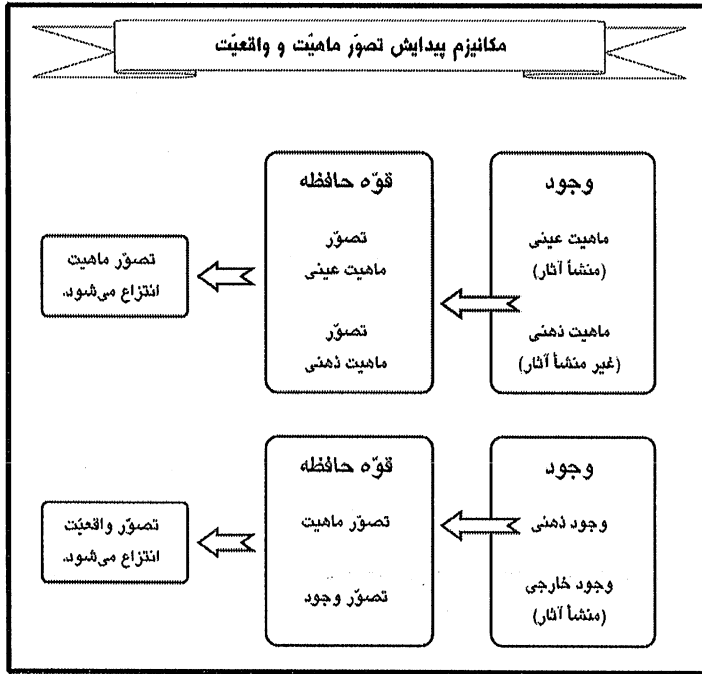 مکانیزم پیدایش تصوّر ماهیّت و واقعیّت
وجود
ماهیت عینی
(منشأ آثار)
ماهیت ذهنی
(غیر منشأ آثار)
قوّه حافظه
تصوّر
ماهیت عینی
تصوّر
ماهیت ذهنی
تصوّر ماهیت
انتزاع می‌شود.
وجود
وجود ذهنی
وجود خارجی
(منشأ آثار)
قوّه حافظه
تصوّر ماهیت
تصوّر وجود
تصوّر واقعیّت
انتزاع می‌شود.